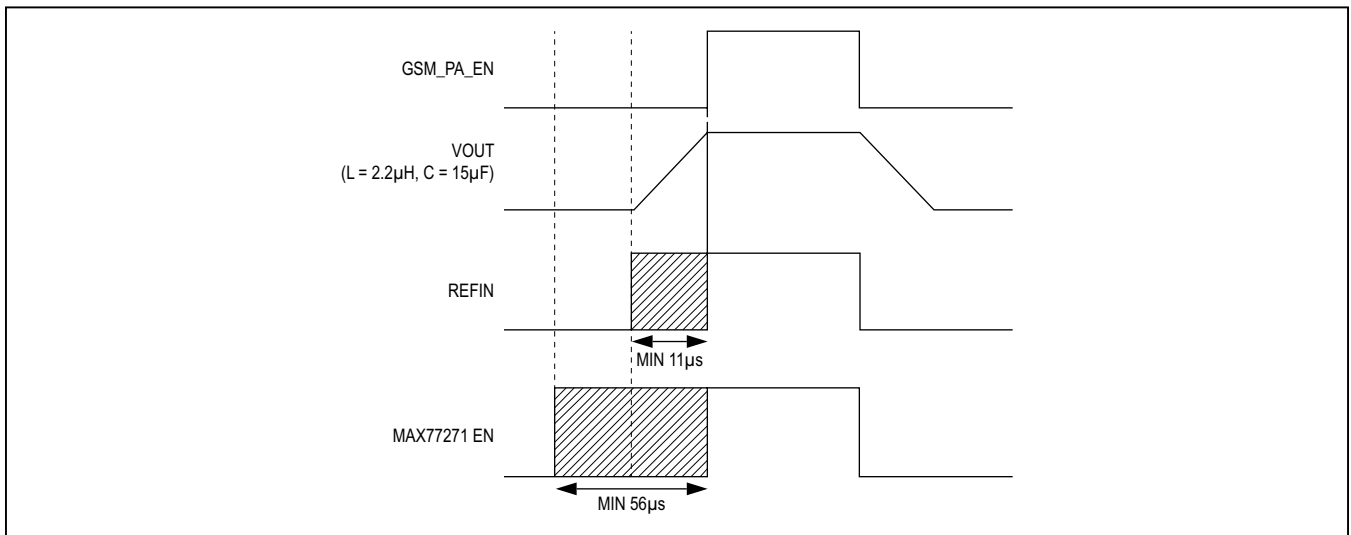 GSM_PA_EN
VOUT
(L = 2.2µH, C = 15µF)
REFIN
MIN 11µs
MAX77271 EN
MIN 56µs